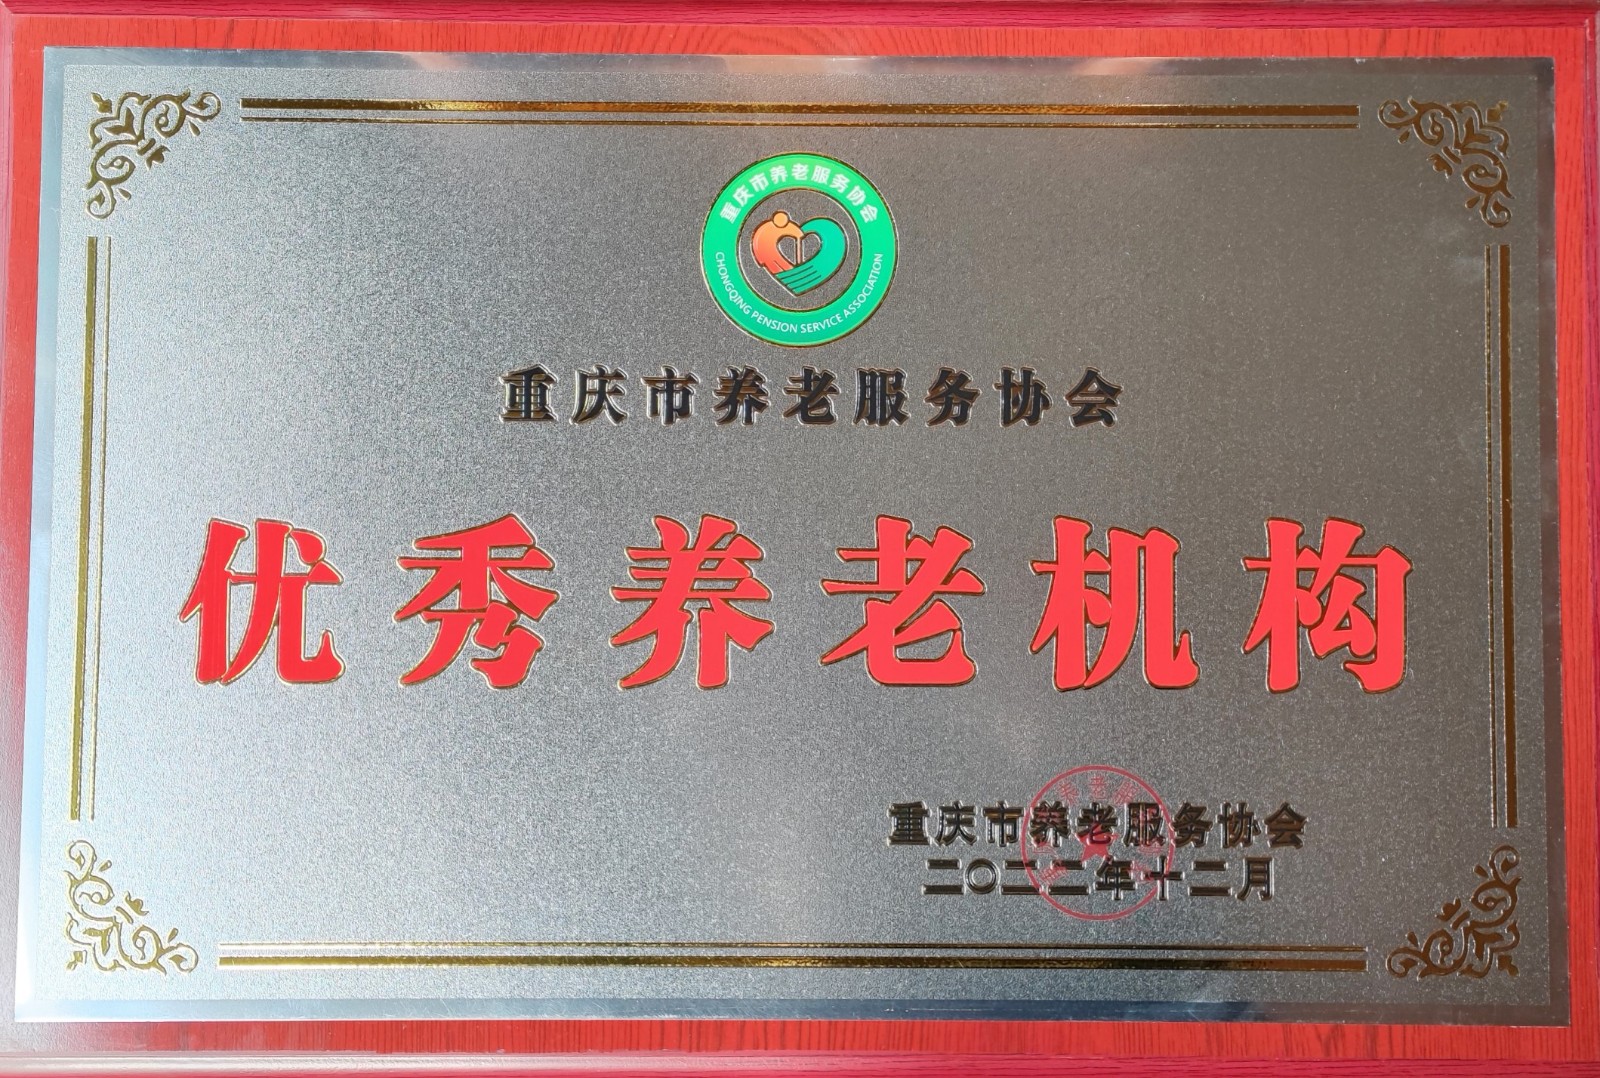 重庆市养老服务协会
CHONGQING PENSION SERVICE ASSOCIATION
重庆市养老服务协会
优秀养老机构
重庆市养老服务协会
二〇二二年十二月